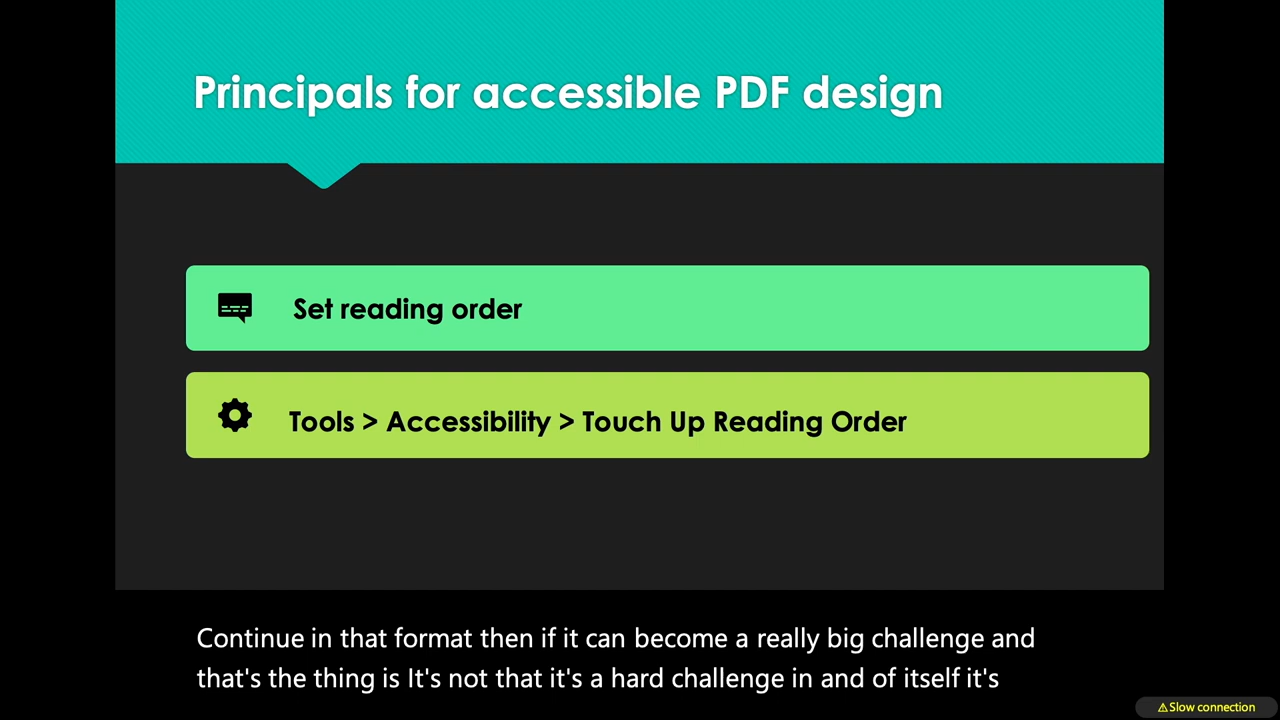 Principals for accessible PDF design
Set reading order
Tools > Accessibility > Touch Up Reading Order
Continue in that format then if it can become a really big challenge and
that's the thing is It's not that it's a hard challenge in and of itself it's
⚠Slow connection